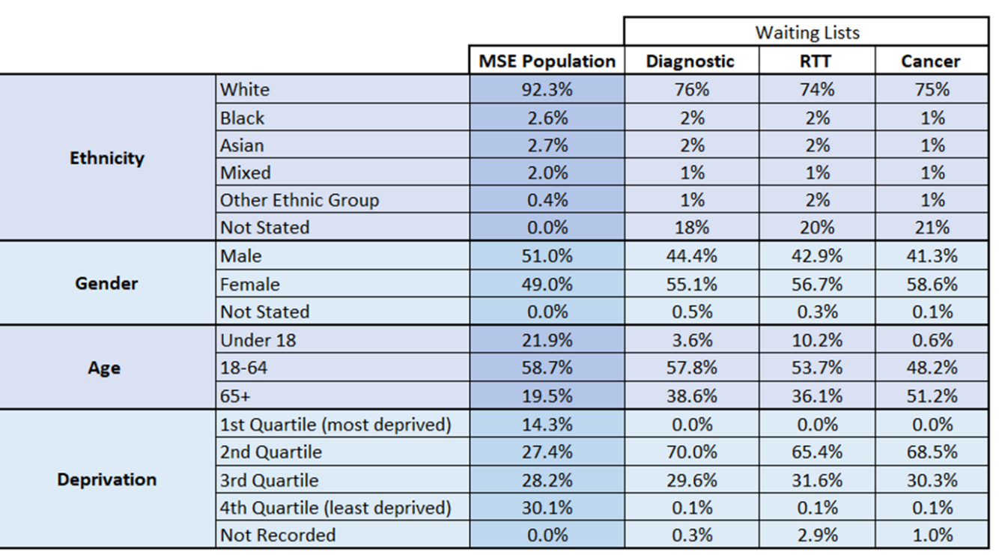 Waiting Lists
MSE Population Diagnostic RTT Cancer
Ethnicity
White 92.3% 76% 74% 75%
Black 2.6% 2% 2% 1%
Asian 2.7% 2% 2% 1%
Mixed 2.0% 1% 1% 1%
Other Ethnic Group 0.4% 1% 2% 1%
Not Stated 0.0% 18% 20% 21%
Gender
Male 51.0% 44.4% 42.9% 41.3%
Female 49.0% 55.1% 56.7% 58.6%
Not Stated 0.0% 0.5% 0.3% 0.1%
Age
Under 18 21.9% 3.6% 10.2% 0.6%
18-64 58.7% 57.8% 53.7% 48.2%
65+ 19.5% 38.6% 36.1% 51.2%
Deprivation
1st Quartile (most deprived) 14.3% 0.0% 0.0% 0.0%
2nd Quartile 27.4% 70.0% 65.4% 68.5%
3rd Quartile 28.2% 29.6% 31.6% 30.3%
4th Quartile (least deprived) 30.1% 0.1% 0.1% 0.1%
Not Recorded 0.0% 0.3% 2.9% 1.0%